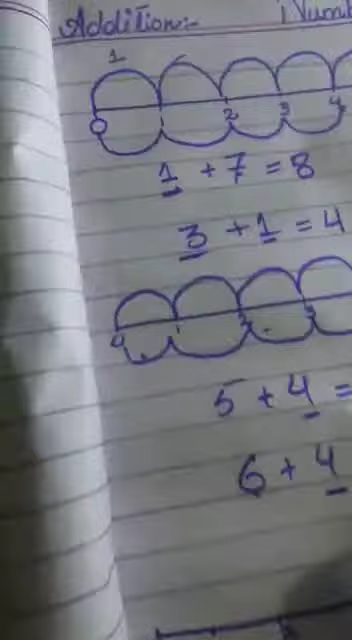 Addition:- Num
1
0 1 2 3 4
1 + 7 = 8
3 + 1 = 4
0 1 2 3
5 + 4 =
6 + 4